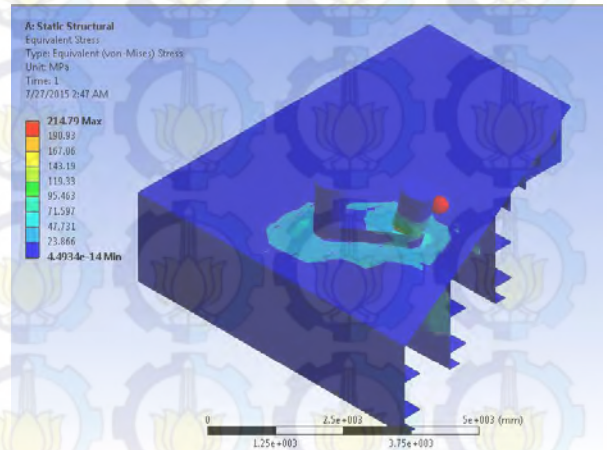 A: Static Structural
Equivalent Stress
Type: Equivalent (von-Mises) Stress
Unit: MPa
Time: 1
7/27/2015 2:47 AM
214.79 Max
190.93
167.06
143.19
119.33
95.463
71.597
47.731
23.866
4.4934e-14 Min
0 2.5e+003 5e+003 (mm)
1.25e+003 3.75e+003